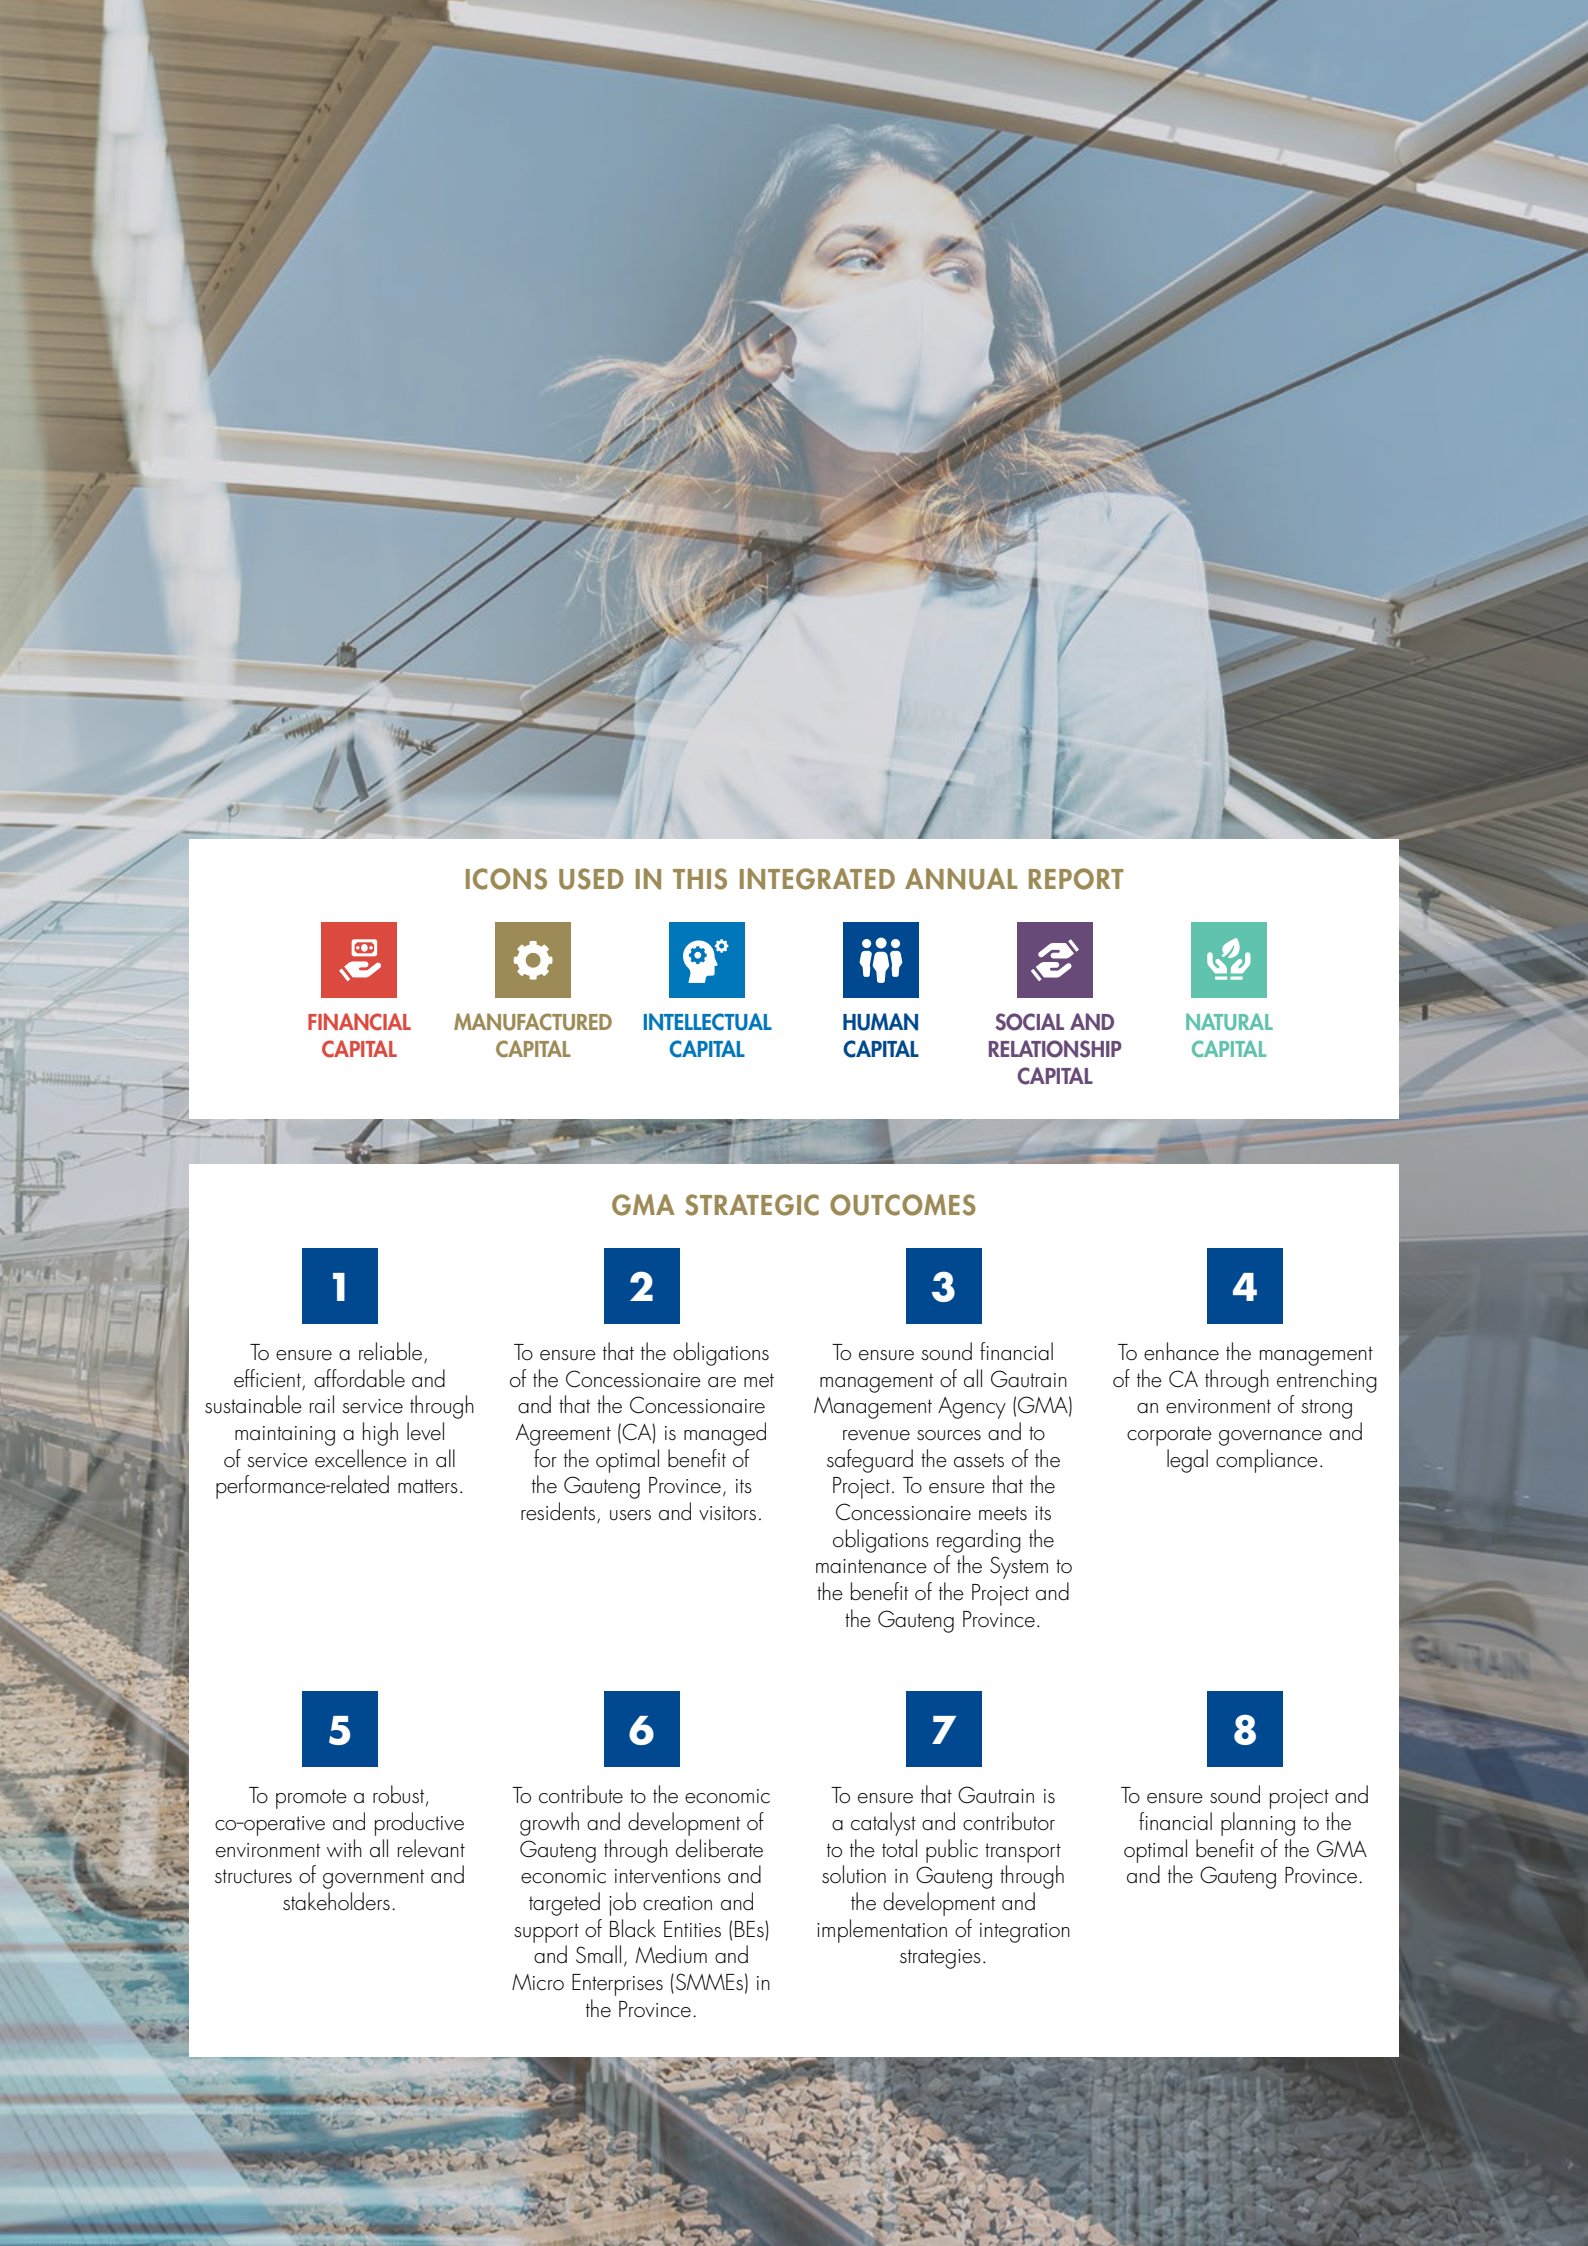 ICONS USED IN THIS INTEGRATED ANNUAL REPORT
FINANCIAL
CAPITAL
MANUFACTURED
CAPITAL
INTELLECTUAL
CAPITAL
HUMAN
CAPITAL
SOCIAL AND
RELATIONSHIP
CAPITAL
NATURAL
CAPITAL
GMA STRATEGIC OUTCOMES
1
To ensure a reliable,
efficient, affordable and
sustainable rail service through
maintaining a high level
of service excellence in all
performance-related matters.
2
To ensure that the obligations
of the Concessionaire are met
and that the Concessionaire
Agreement (CA) is managed
for the optimal benefit of
the Gauteng Province, its
residents, users and visitors.
3
To ensure sound financial
management of all Gautrain
Management Agency (GMA)
revenue sources and to
safeguard the assets of the
Project. To ensure that the
Concessionaire meets its
obligations regarding the
maintenance of the System to
the benefit of the Project and
the Gauteng Province.
4
To enhance the management
of the CA through entrenching
an environment of strong
corporate governance and
legal compliance.
5
To promote a robust,
co-operative and productive
environment with all relevant
structures of government and
stakeholders.
6
To contribute to the economic
growth and development of
Gauteng through deliberate
economic interventions and
targeted job creation and
support of Black Entities (BEs)
and Small, Medium and
Micro Enterprises (SMMEs) in
the Province.
7
To ensure that Gautrain is
a catalyst and contributor
to the total public transport
solution in Gauteng through
the development and
implementation of integration
strategies.
8
To ensure sound project and
financial planning to the
optimal benefit of the GMA
and the Gauteng Province.
GAUTRAIN